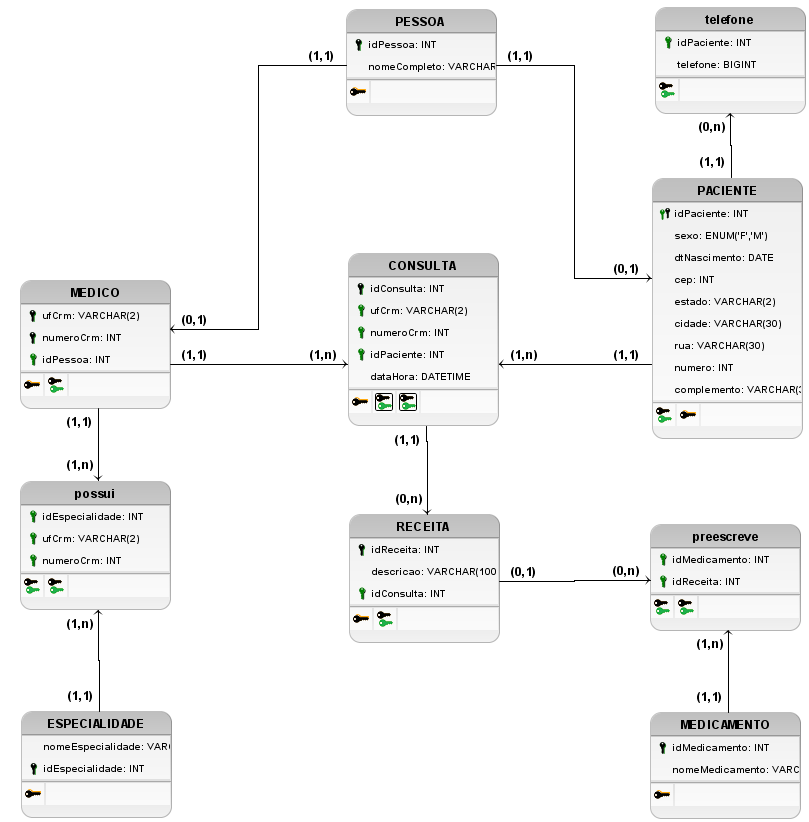 PESSOA
idPessoa: INT
nomeCompleto: VARCHAR
(1,1)
(1,1)
telefone
idPaciente: INT
telefone: BIGINT
(0,n)
(1,1)
PACIENTE
idPaciente: INT
sexo: ENUM('F','M')
dtNascimento: DATE
cep: INT
estado: VARCHAR(2)
cidade: VARCHAR(30)
rua: VARCHAR(30)
numero: INT
complemento: VARCHAR(3
(0,1)
(1,1)
CONSULTA
idConsulta: INT
ufCrm: VARCHAR(2)
numeroCrm: INT
idPaciente: INT
dataHora: DATETIME
(1,n)
(1,n)
(1,1)
MEDICO
ufCrm: VARCHAR(2)
numeroCrm: INT
idPessoa: INT
(0,1)
(1,1)
(1,1)
(1,n)
possui
idEspecialidade: INT
ufCrm: VARCHAR(2)
numeroCrm: INT
(1,n)
(1,1)
ESPECIALIDADE
nomeEspecialidade: VAR
idEspecialidade: INT
(0,n)
RECEITA
idReceita: INT
descricao: VARCHAR(100
idConsulta: INT
(0,1)
(0,n)
preescreve
idMedicamento: INT
idReceita: INT
(1,n)
(1,1)
MEDICAMENTO
idMedicamento: INT
nomeMedicamento: VARC